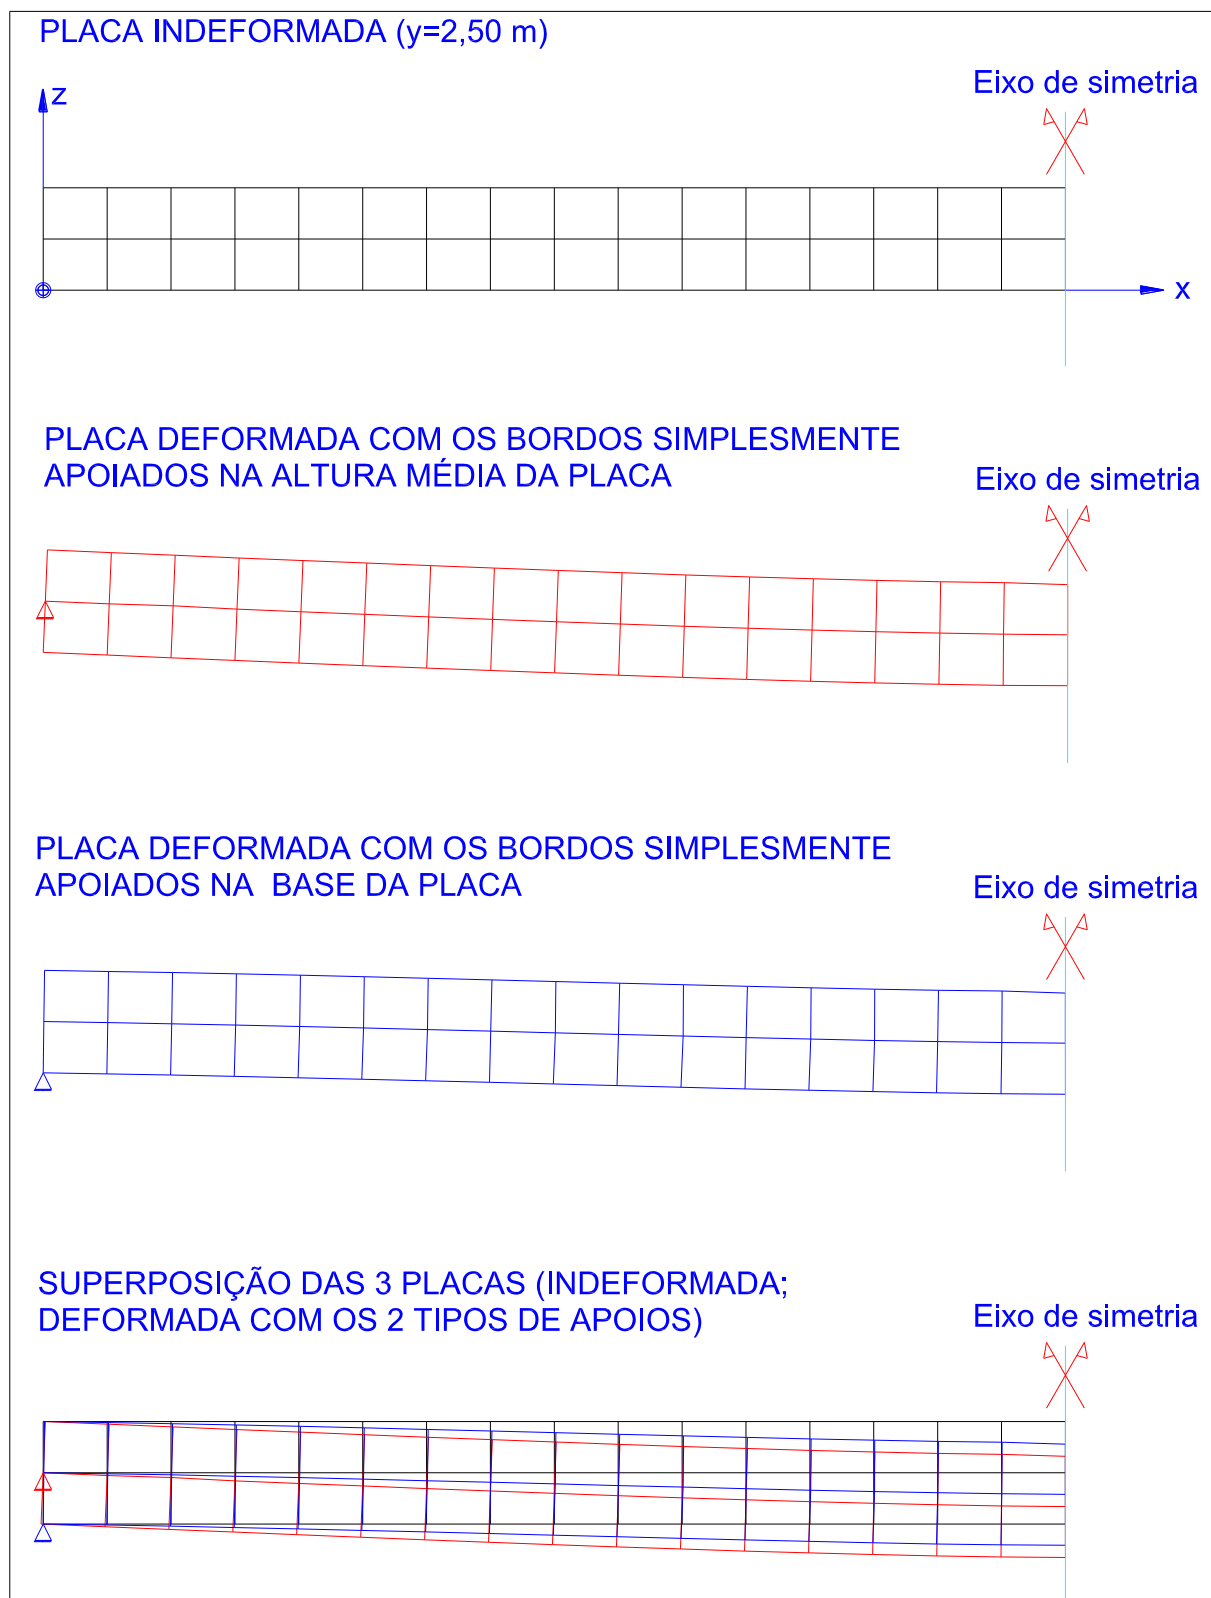 PLACA INDEFORMADA (y=2,50 m)
Eixo de simetria
z
x
PLACA DEFORMADA COM OS BORDOS SIMPLESMENTE
APOIADOS NA ALTURA MÉDIA DA PLACA
Eixo de simetria
PLACA DEFORMADA COM OS BORDOS SIMPLESMENTE
APOIADOS NA  BASE DA PLACA
Eixo de simetria
SUPERPOSIÇÃO DAS 3 PLACAS (INDEFORMADA;
DEFORMADA COM OS 2 TIPOS DE APOIOS)
Eixo de simetria